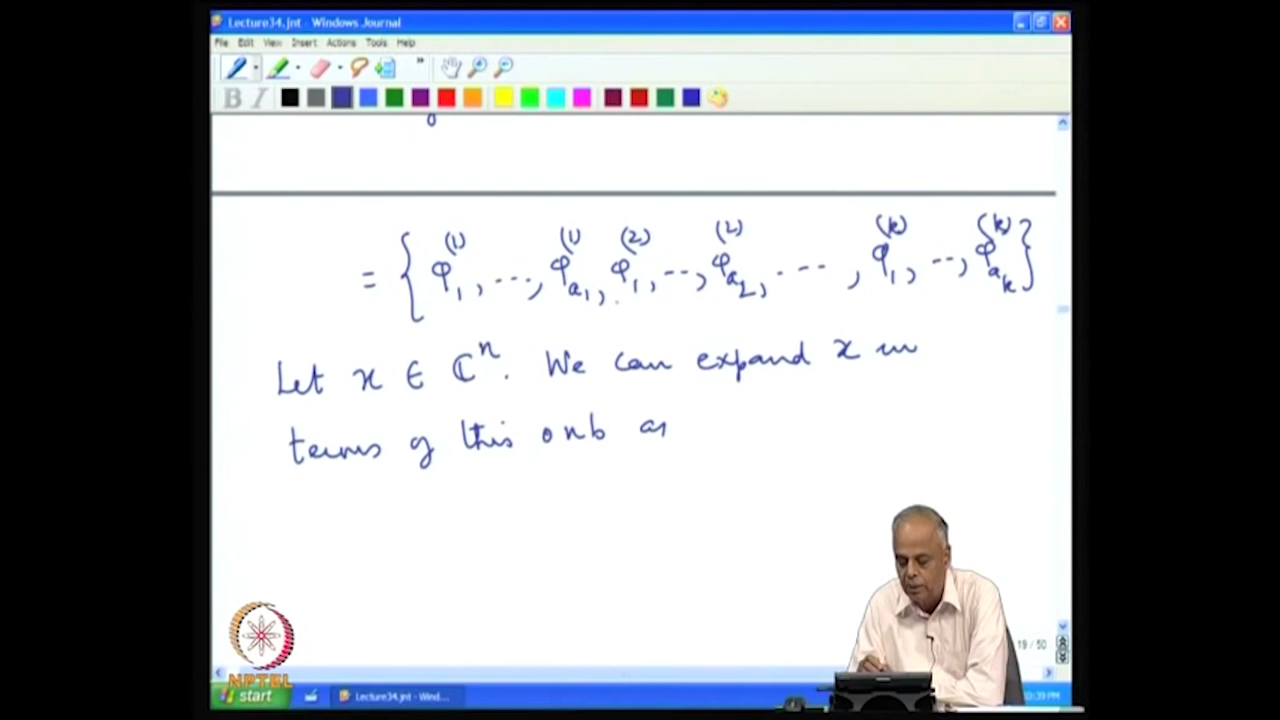 Lecture34.jnt - Windows Journal
File Edit View Insert Actions Tools Help
B I
= { φ₁⁽¹⁾, ..., φ_{a₁}⁽¹⁾, φ₁⁽²⁾, .., φ_{a₂}⁽²⁾, ...., φ₁⁽ᵏ⁾, .., φ_{aₖ}⁽ᵏ⁾ }
Let x ∈ ℂⁿ. We can expand x in
terms of this onb as
19 / 50
NPTEL
start Lecture34.jnt - Wind...